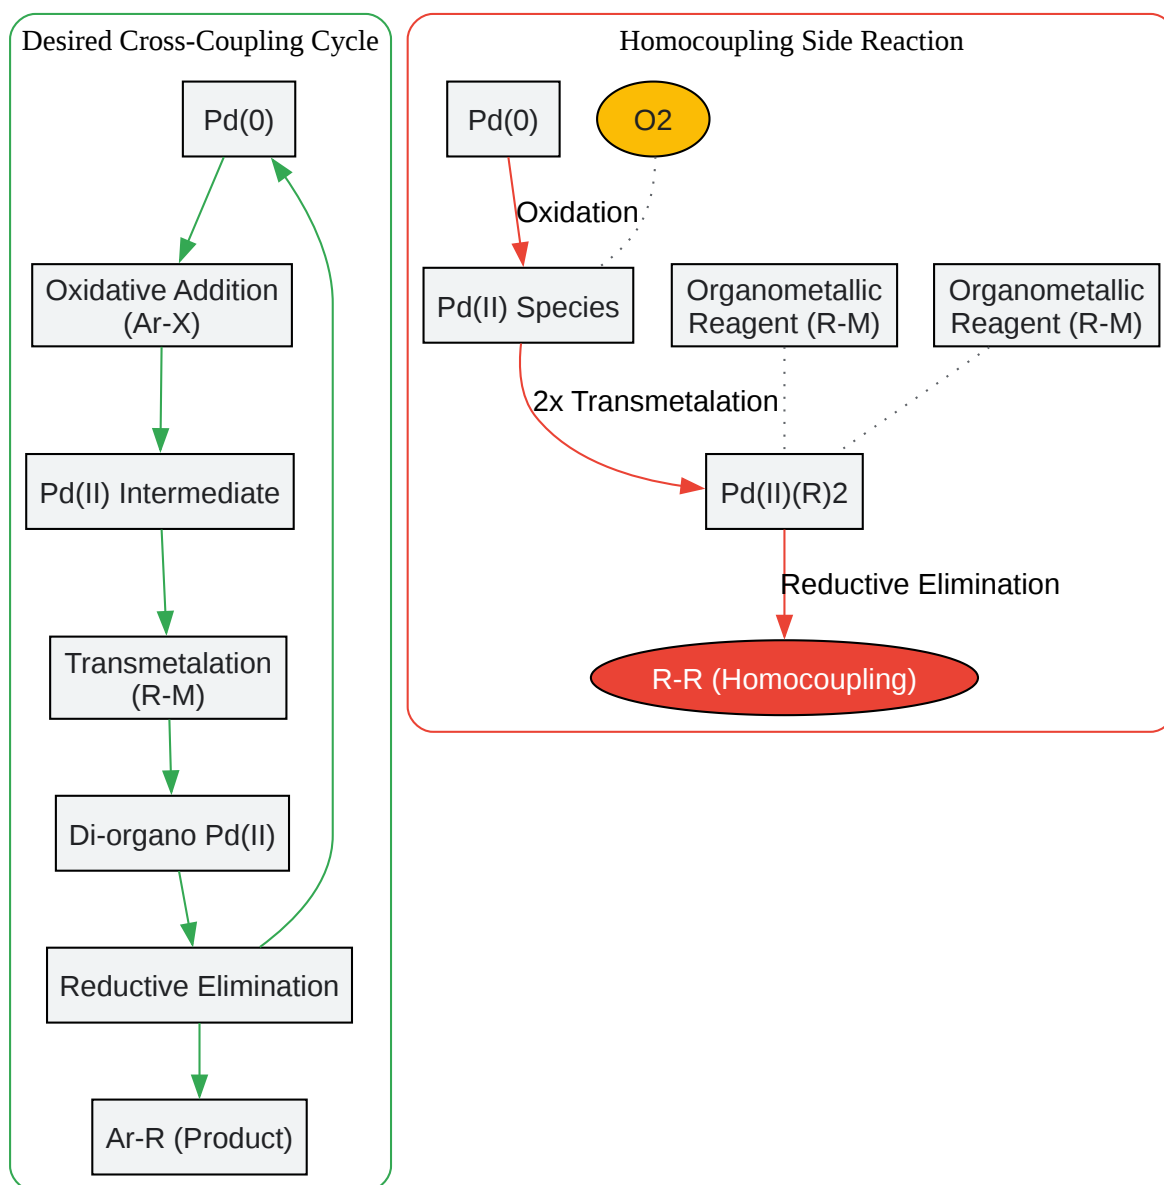 Desired Cross-Coupling Cycle
Pd(0)
Oxidative Addition
(Ar-X)
Pd(II) Intermediate
Transmetalation
(R-M)
Di-organo Pd(II)
Reductive Elimination
Ar-R (Product)
Homocoupling Side Reaction
Pd(0)
O2
Oxidation
Pd(II) Species
Organometallic
Reagent (R-M)
Organometallic
Reagent (R-M)
2x Transmetalation
Pd(II)(R)2
Reductive Elimination
R-R (Homocoupling)